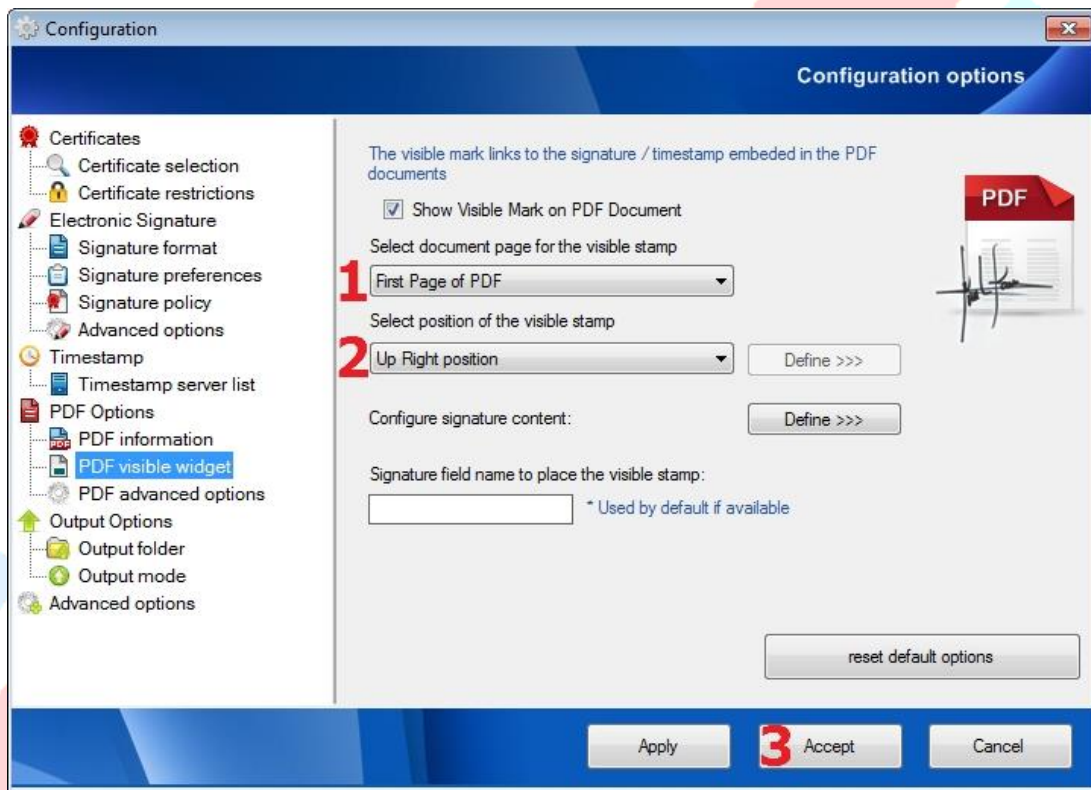 Configuration
Configuration options
Certificates
Certificate selection
Certificate restrictions
Electronic Signature
Signature format
Signature preferences
Signature policy
Advanced options
Timestamp
Timestamp server list
PDF Options
PDF information
PDF visible widget
PDF advanced options
Output Options
Output folder
Output mode
Advanced options
The visible mark links to the signature / timestamp embeded in the PDF
documents
Show Visible Mark on PDF Document
Select document page for the visible stamp
1 First Page of PDF
Select position of the visible stamp
2 Up Right position Define >>>
Configure signature content: Define >>>
Signature field name to place the visible stamp:
* Used by default if available
PDF
reset default options
Apply 3 Accept Cancel